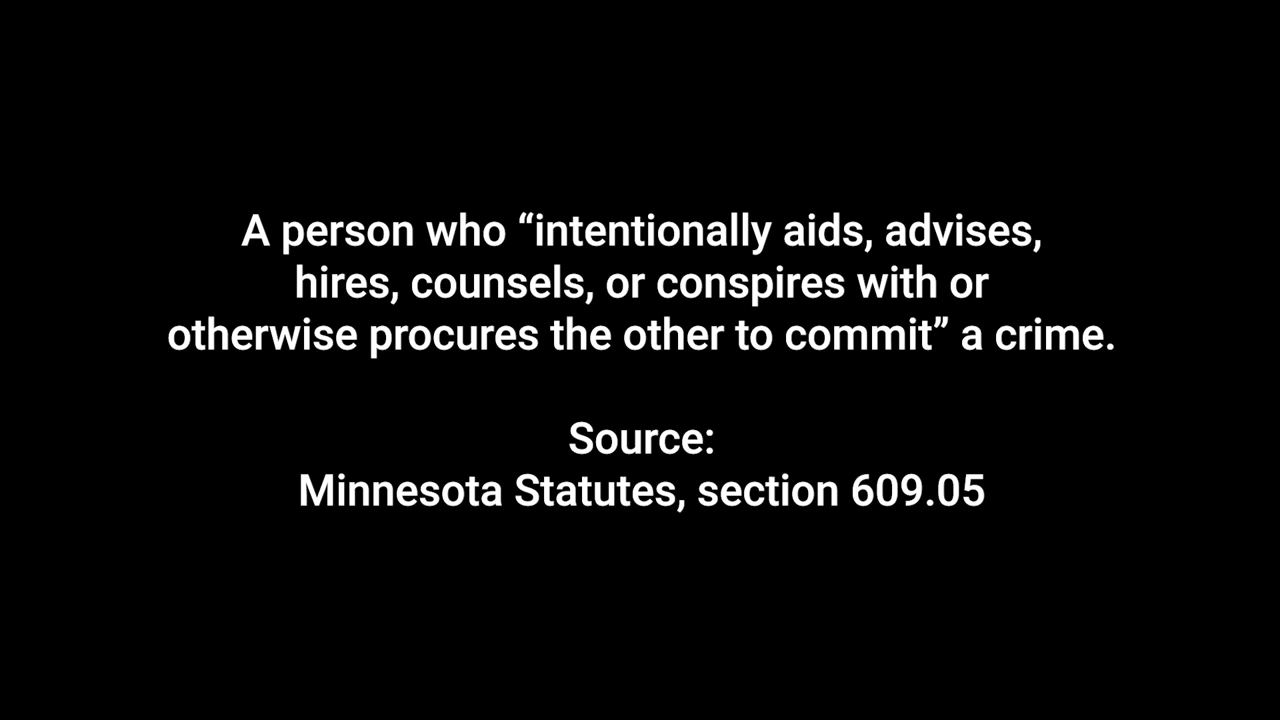 A person who “intentionally aids, advises,
hires, counsels, or conspires with or
otherwise procures the other to commit” a crime.
Source:
Minnesota Statutes, section 609.05